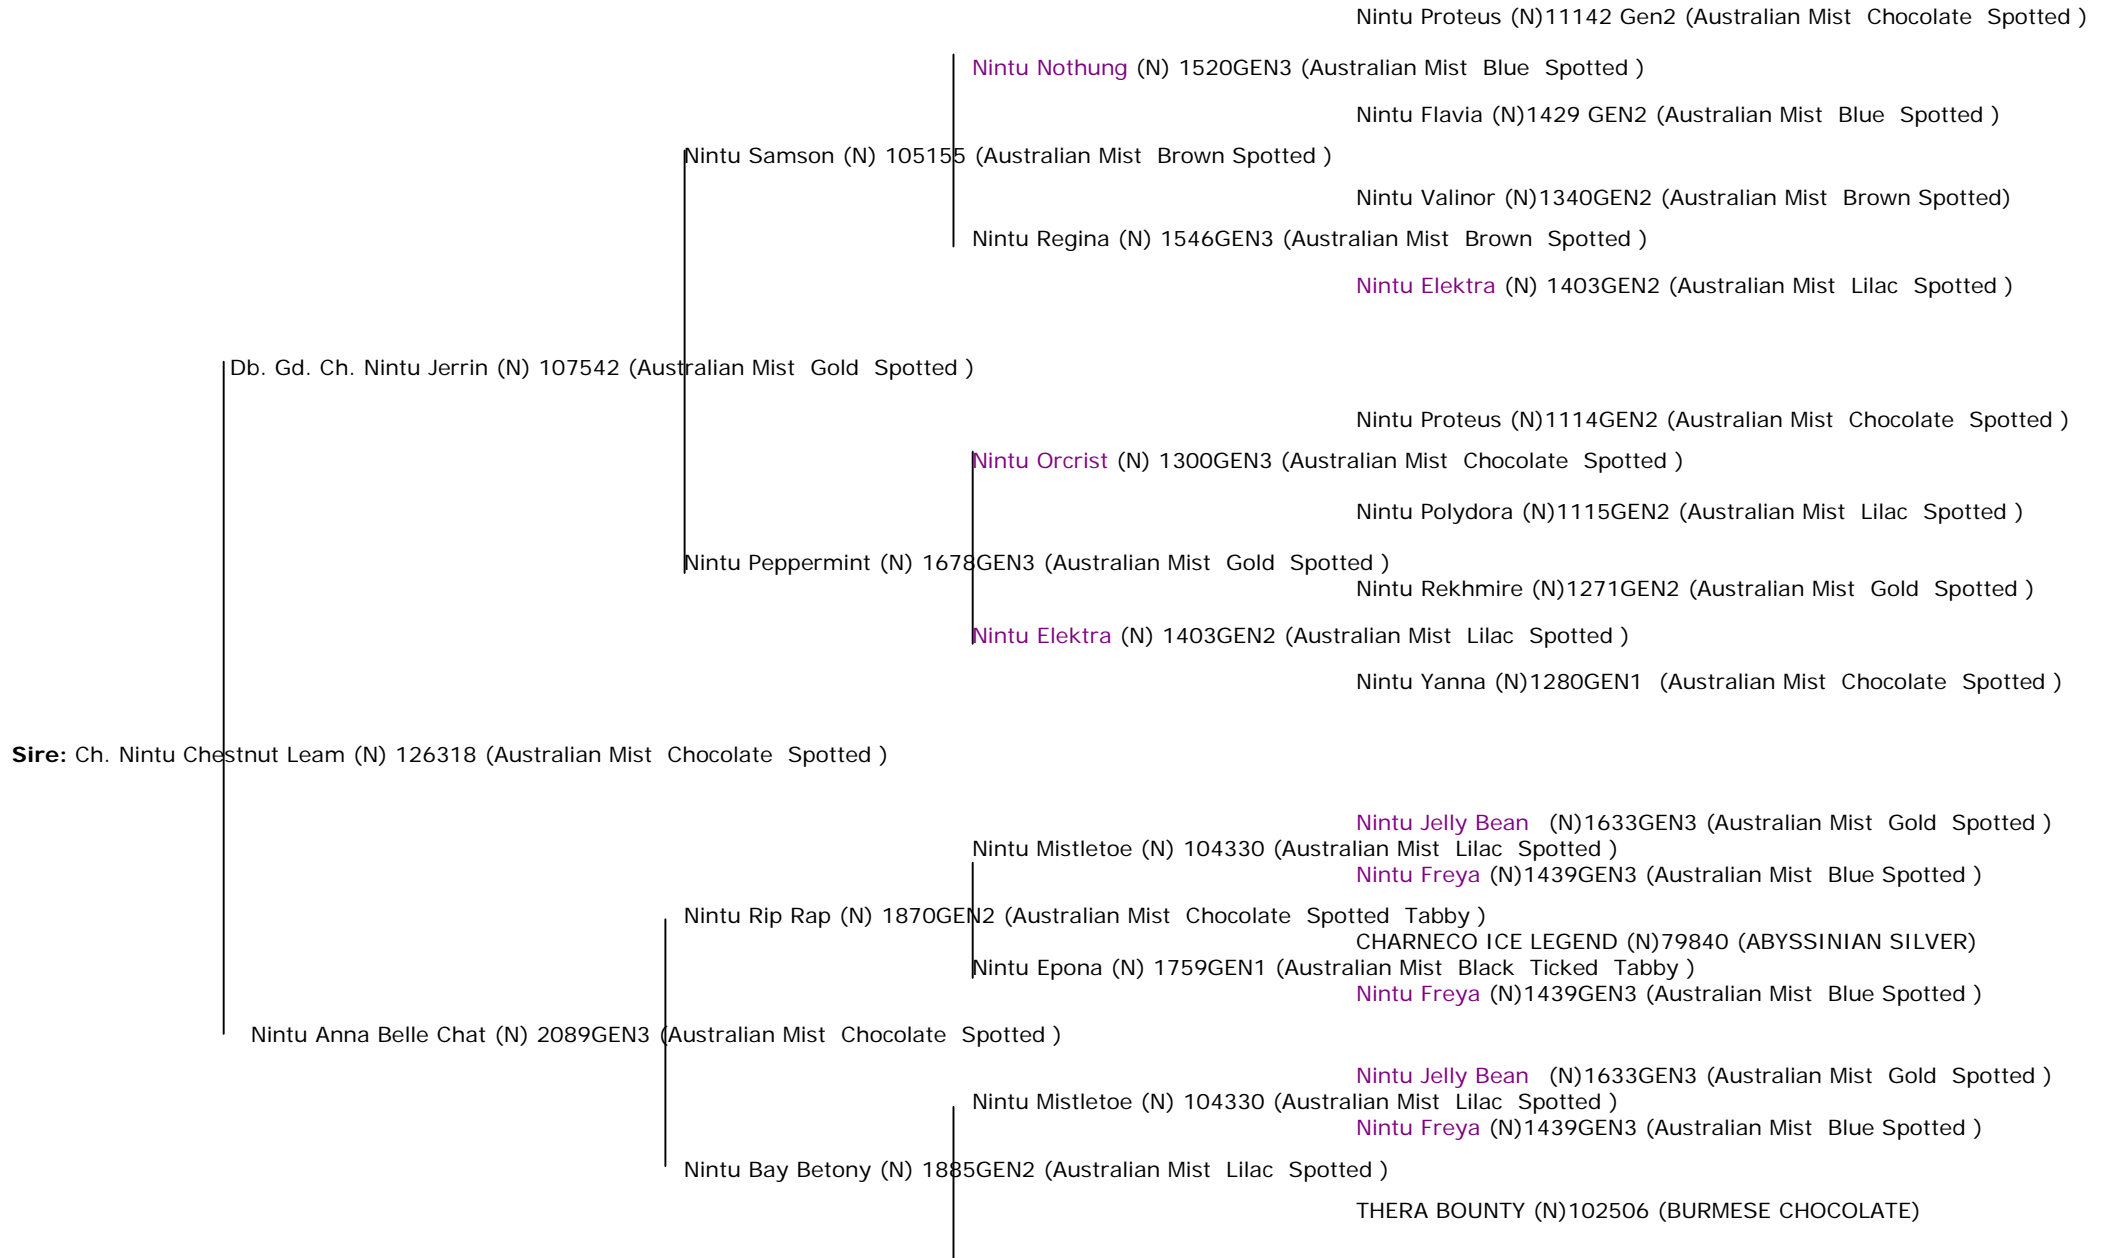 Nintu Proteus (N)11142 Gen2 (Australian Mist Chocolate Spotted )
Nintu Nothung (N) 1520GEN3 (Australian Mist Blue Spotted )
Nintu Flavia (N)1429 GEN2 (Australian Mist Blue Spotted )
Nintu Samson (N) 105155 (Australian Mist Brown Spotted )
Nintu Valinor (N)1340GEN2 (Australian Mist Brown Spotted)
Nintu Regina (N) 1546GEN3 (Australian Mist Brown Spotted )
Nintu Elektra (N) 1403GEN2 (Australian Mist Lilac Spotted )
Db. Gd. Ch. Nintu Jerrin (N) 107542 (Australian Mist Gold Spotted )
Nintu Proteus (N)1114GEN2 (Australian Mist Chocolate Spotted )
Nintu Orcrist (N) 1300GEN3 (Australian Mist Chocolate Spotted )
Nintu Polydora (N)1115GEN2 (Australian Mist Lilac Spotted )
Nintu Peppermint (N) 1678GEN3 (Australian Mist Gold Spotted )
Nintu Rekhmire (N)1271GEN2 (Australian Mist Gold Spotted )
Nintu Elektra (N) 1403GEN2 (Australian Mist Lilac Spotted )
Nintu Yanna (N)1280GEN1 (Australian Mist Chocolate Spotted )
Sire: Ch. Nintu Chestnut Leam (N) 126318 (Australian Mist Chocolate Spotted )
Nintu Jelly Bean (N)1633GEN3 (Australian Mist Gold Spotted )
Nintu Mistletoe (N) 104330 (Australian Mist Lilac Spotted )
Nintu Freya (N)1439GEN3 (Australian Mist Blue Spotted )
Nintu Rip Rap (N) 1870GEN2 (Australian Mist Chocolate Spotted Tabby )
CHARNECO ICE LEGEND (N)79840 (ABYSSINIAN SILVER)
Nintu Epona (N) 1759GEN1 (Australian Mist Black Ticked Tabby )
Nintu Freya (N)1439GEN3 (Australian Mist Blue Spotted )
Nintu Anna Belle Chat (N) 2089GEN3 (Australian Mist Chocolate Spotted )
Nintu Jelly Bean (N)1633GEN3 (Australian Mist Gold Spotted )
Nintu Mistletoe (N) 104330 (Australian Mist Lilac Spotted )
Nintu Freya (N)1439GEN3 (Australian Mist Blue Spotted )
Nintu Bay Betony (N) 1885GEN2 (Australian Mist Lilac Spotted )
THERA BOUNTY (N)102506 (BURMESE CHOCOLATE)